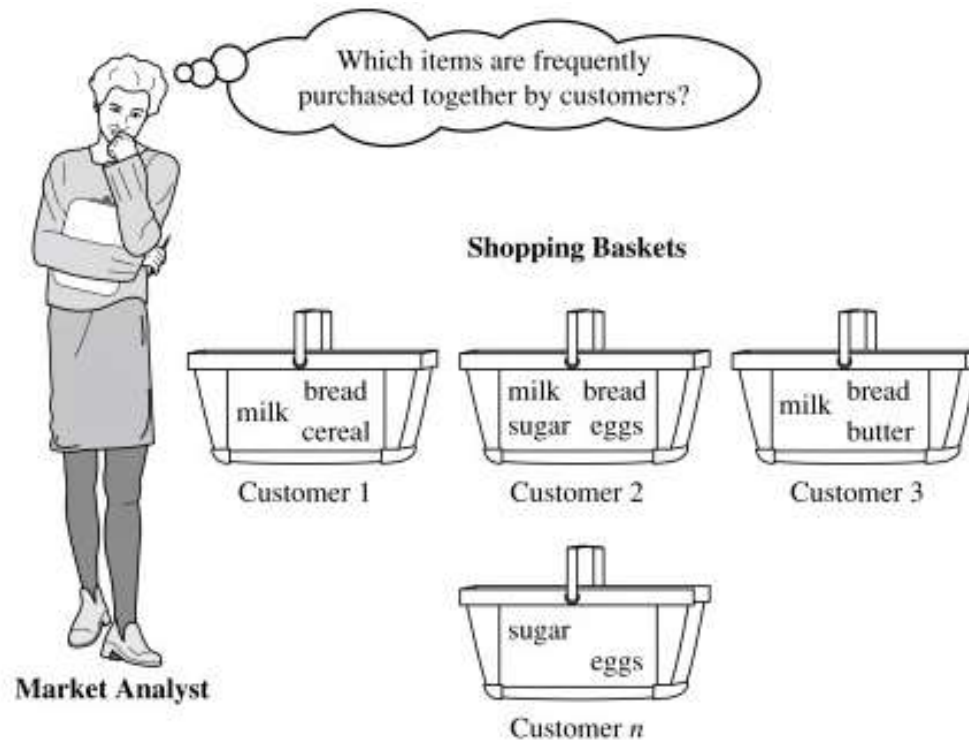 Which items are frequently
purchased together by customers?
Shopping Baskets
milk bread
cereal
Customer 1
milk bread
sugar eggs
Customer 2
milk bread
butter
Customer 3
sugar
eggs
Customer n
Market Analyst